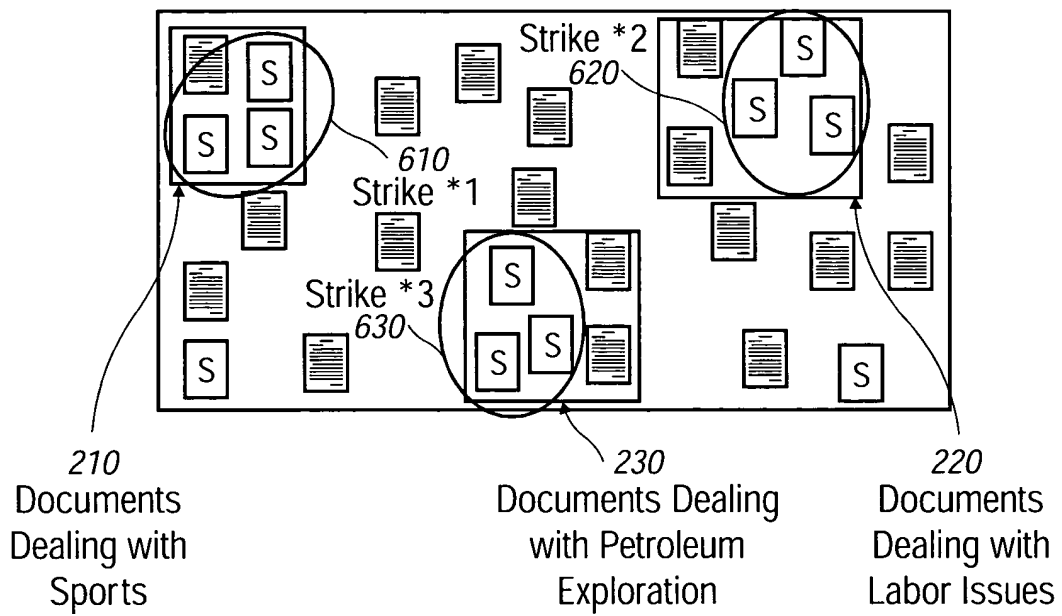 Strike *2
620
S
S
S
S
S
S
610
Strike *1
S
Strike *3
630
S
S
S
S
210
Documents
Dealing with
Sports
230
Documents Dealing
with Petroleum
Exploration
220
Documents
Dealing with
Labor Issues